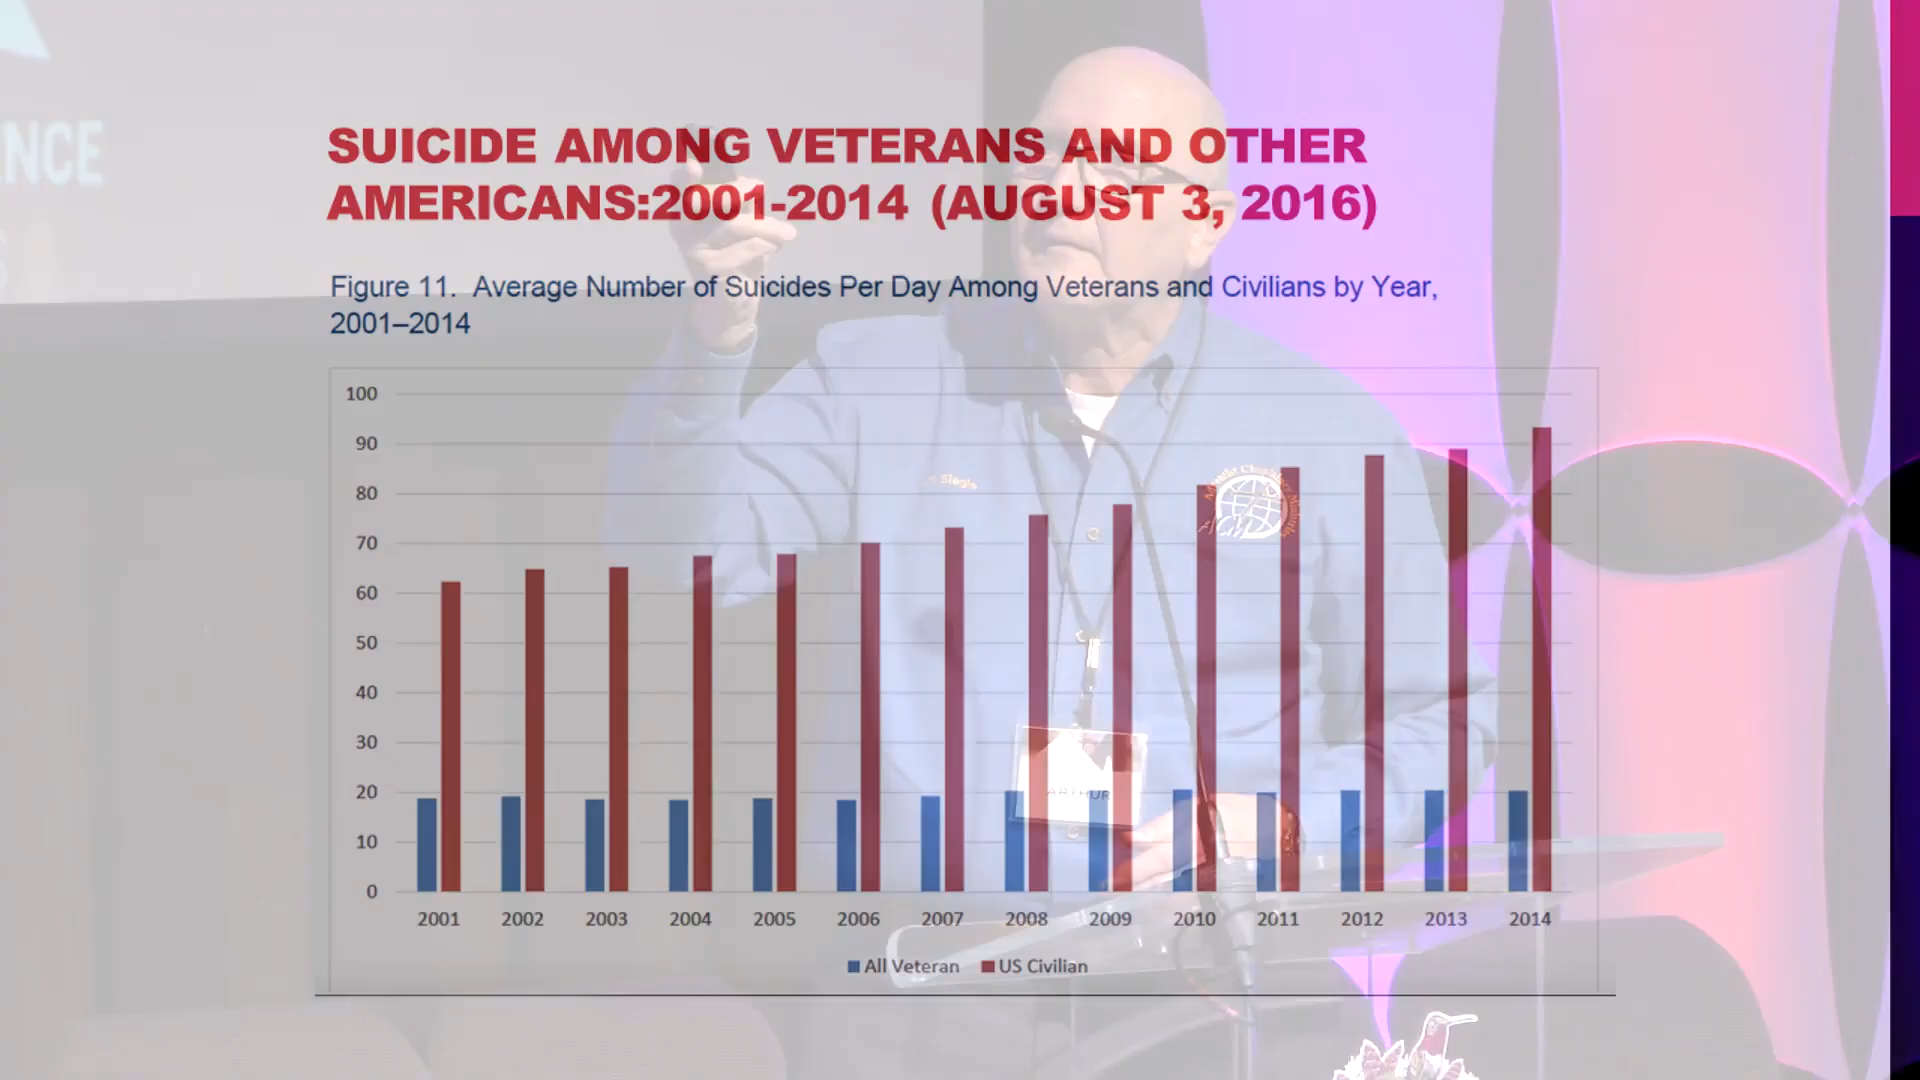 NCE
SUICIDE AMONG VETERANS AND OTHER
AMERICANS:2001-2014 (AUGUST 3, 2016)
Figure 11. Average Number of Suicides Per Day Among Veterans and Civilians by Year,
2001–2014
100
90
80
70
60
50
40
30
20
10
0
2001 2002 2003 2004 2005 2006 2007 2008 2009 2010 2011 2012 2013 2014
All Veteran US Civilian
ARTHUR